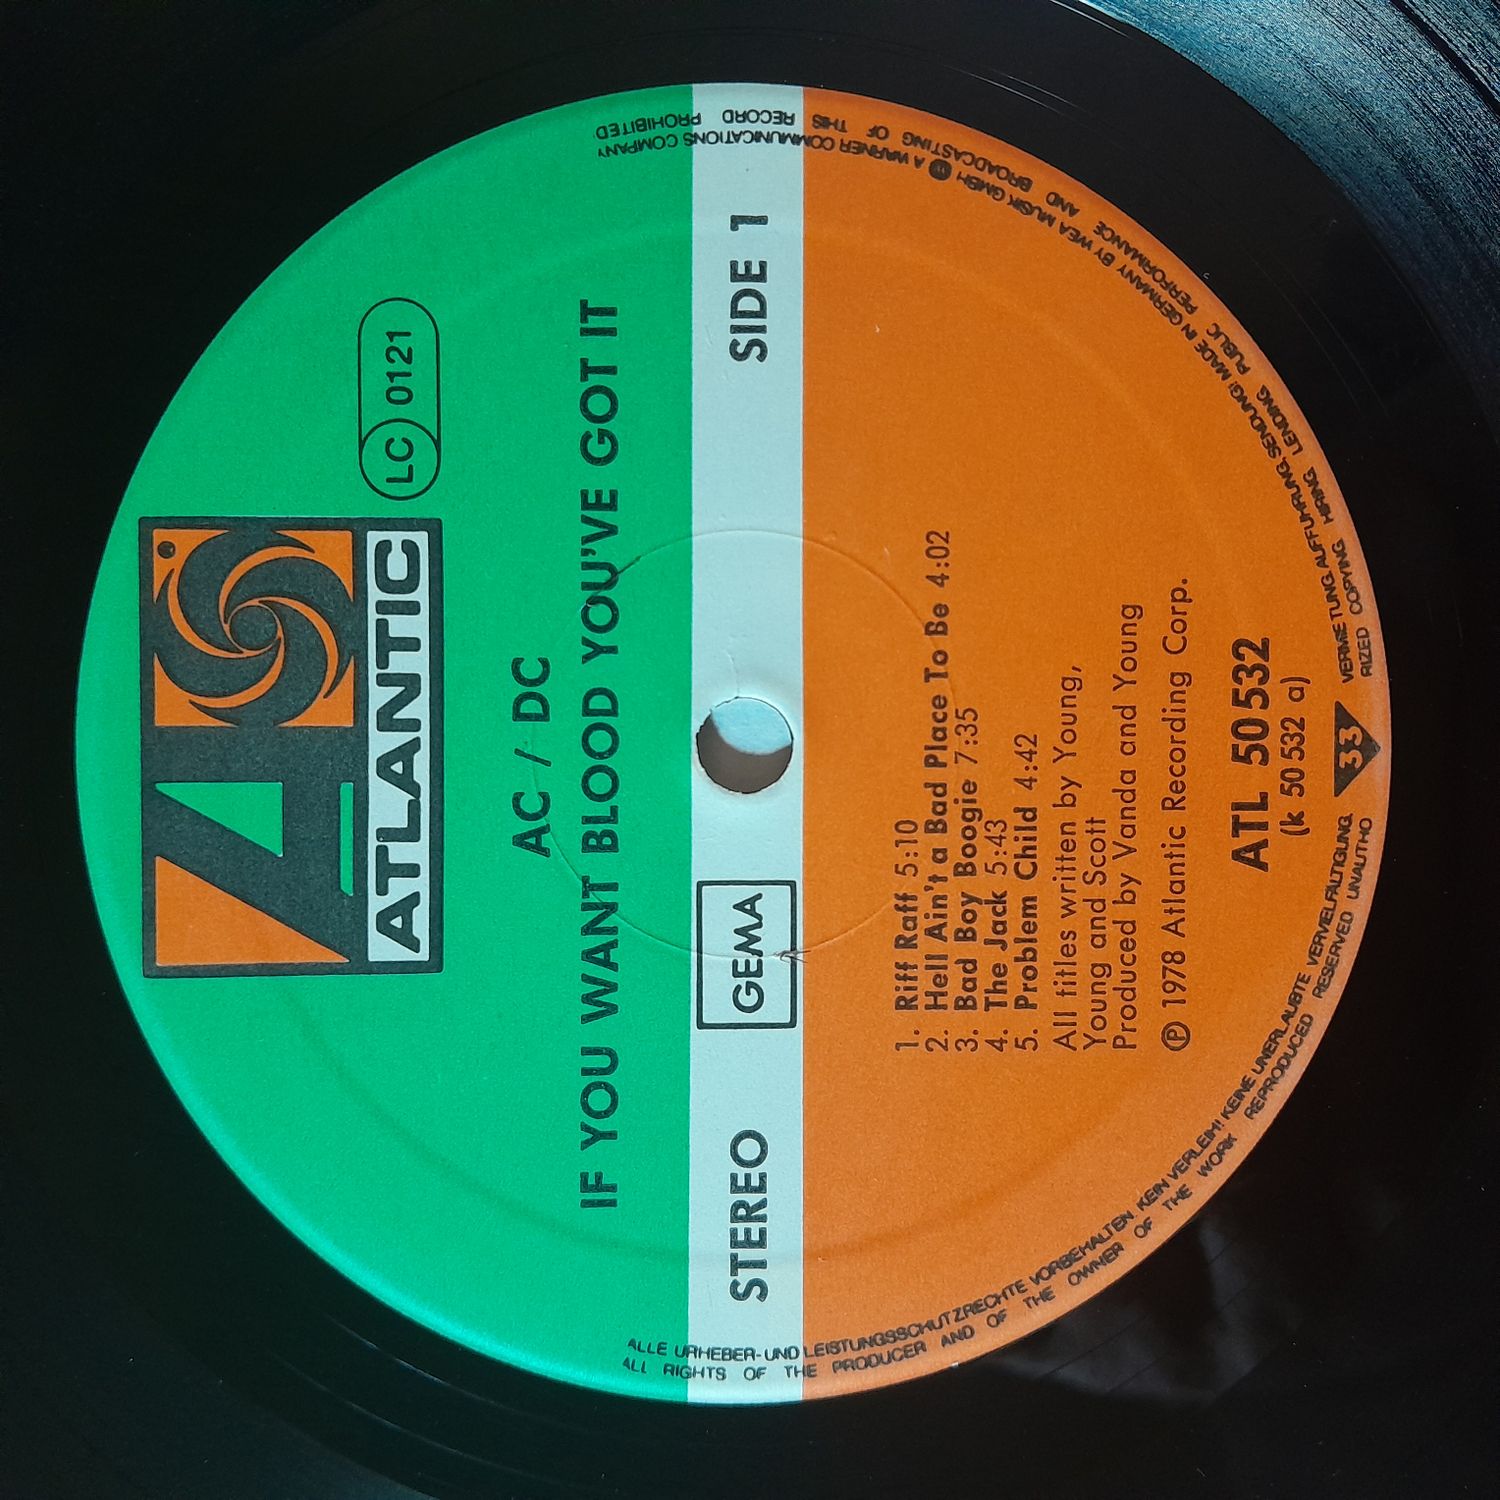 ATLANTIC
LC 0121
AC / DC
IF YOU WANT BLOOD YOU'VE GOT IT
STEREO GEMA SIDE 1
1. Riff Raff 5:10
2. Hell Ain't a Bad Place To Be 4:02
3. Bad Boy Boogie 7:35
4. The Jack 5:43
5. Problem Child 4:42
All titles written by Young,
Young and Scott
Produced by Vanda and Young
℗ 1978 Atlantic Recording Corp.
ATL 50532
(k 50 532 a)
33
ALLE URHEBER- UND LEISTUNGSSCHUTZRECHTE VORBEHALTEN. KEIN VERLEIH! KEINE UNERLAUBTE VERVIELFÄLTIGUNG, VERMIETUNG, AUFFÜHRUNG, SENDUNG! MADE IN GERMANY BY WEA MUSIK GMBH A WARNER COMMUNICATIONS COMPANY
ALL RIGHTS OF THE PRODUCER AND OF THE OWNER OF THE WORK REPRODUCED RESERVED UNAUTHO RIZED COPYING HIRING LENDING PUBLIC PERFORMANCE AND BROADCASTING OF THIS RECORD PROHIBITED